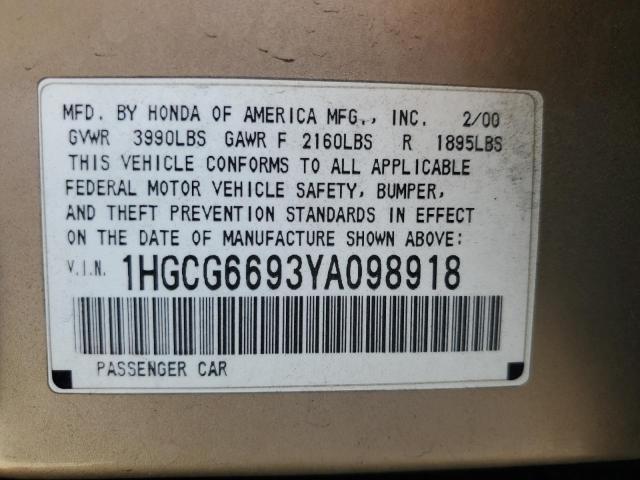 MFD. BY HONDA OF AMERICA MFG., INC. 2/00
GVWR 3990LBS GAWR F 2160LBS R 1895LBS
THIS VEHICLE CONFORMS TO ALL APPLICABLE
FEDERAL MOTOR VEHICLE SAFETY, BUMPER,
AND THEFT PREVENTION STANDARDS IN EFFECT
ON THE DATE OF MANUFACTURE SHOWN ABOVE:
V.I.N. 1HGCG6693YA098918
PASSENGER CAR